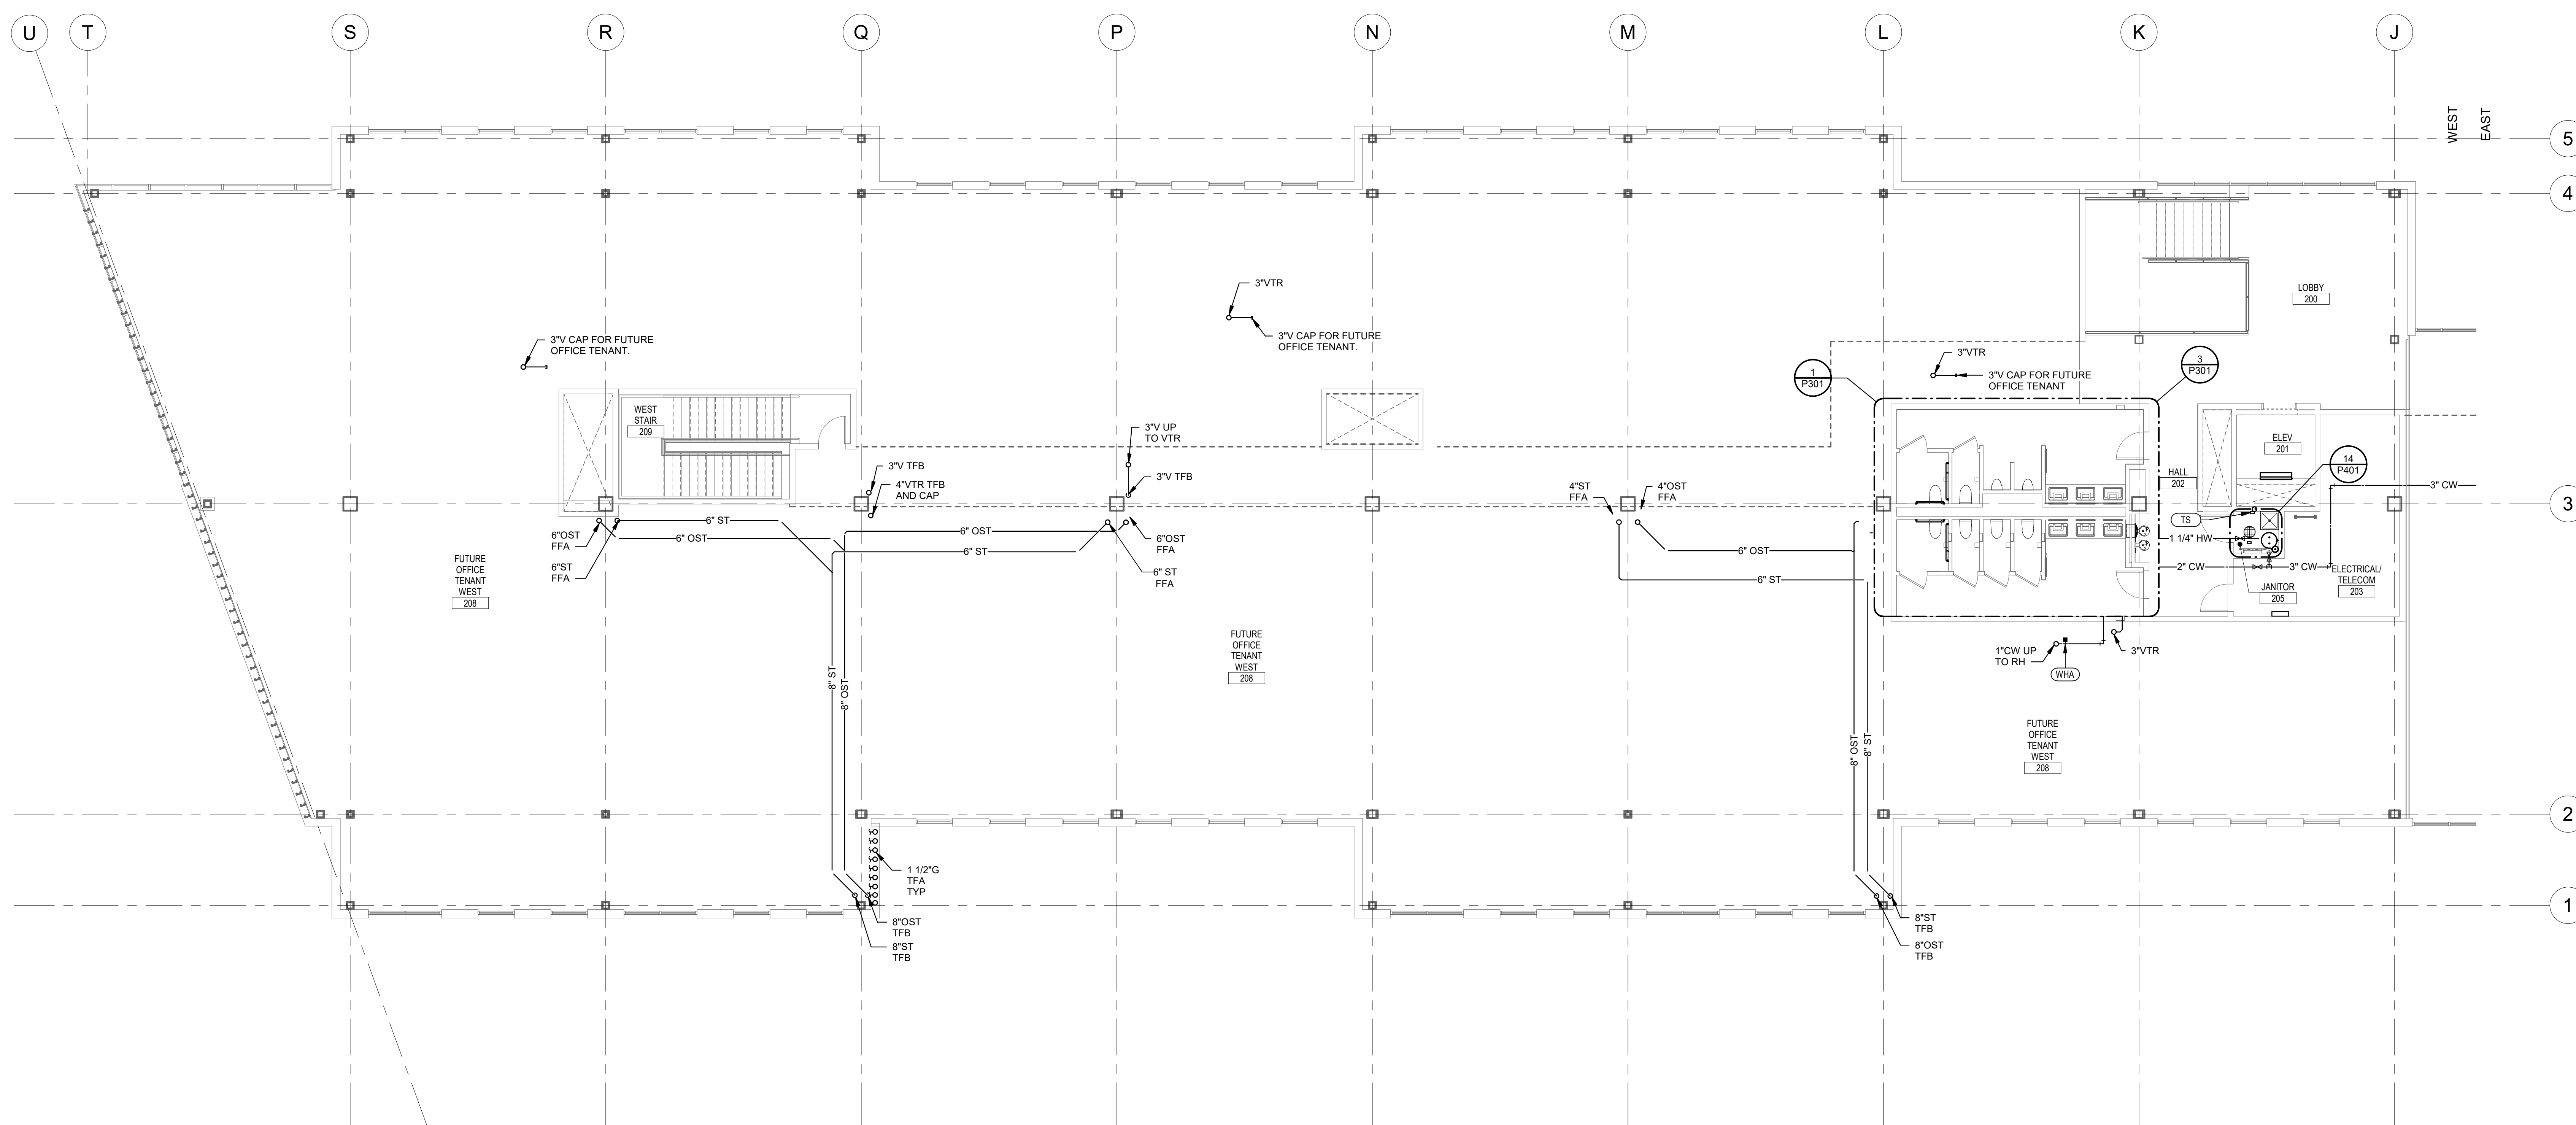 U
T
S
R
Q
P
N
M
L
K
J
WEST
EAST
5
4
3
2
1
3"VTR
3"V CAP FOR FUTURE
OFFICE TENANT.
3"V CAP FOR FUTURE
OFFICE TENANT.
LOBBY
200
1
P301
3"VTR
3"V CAP FOR FUTURE
OFFICE TENANT
3
P301
WEST
STAIR
209
3"V UP
TO VTR
3"V TFB
3"V TFB
4"VTR TFB
AND CAP
ELEV
201
14
P401
HALL
202
3" CW
4"ST
FFA
4"OST
FFA
TS
6" ST
6" OST
6"OST
FFA
6"ST
FFA
6" OST
6" ST
6"OST
FFA
6" ST
FFA
6" OST
6" ST
1 1/4" HW
2" CW
3" CW
ELECTRICAL/
TELECOM
203
JANITOR
205
FUTURE
OFFICE
TENANT
WEST
208
FUTURE
OFFICE
TENANT
WEST
208
1"CW UP
TO RH
WHA
3"VTR
8" ST
8" OST
8" OST
8" ST
FUTURE
OFFICE
TENANT
WEST
208
1 1/2"G
TFA
TYP
8"OST
TFB
8"ST
TFB
8"ST
TFB
8"OST
TFB